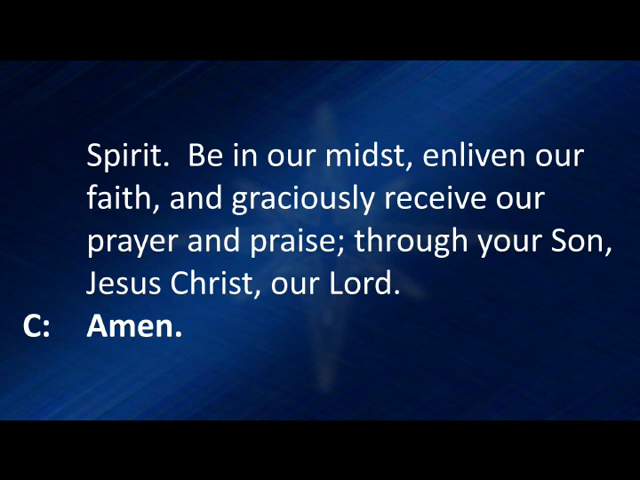 Spirit.  Be in our midst, enliven our
faith, and graciously receive our
prayer and praise; through your Son,
Jesus Christ, our Lord.
C: Amen.